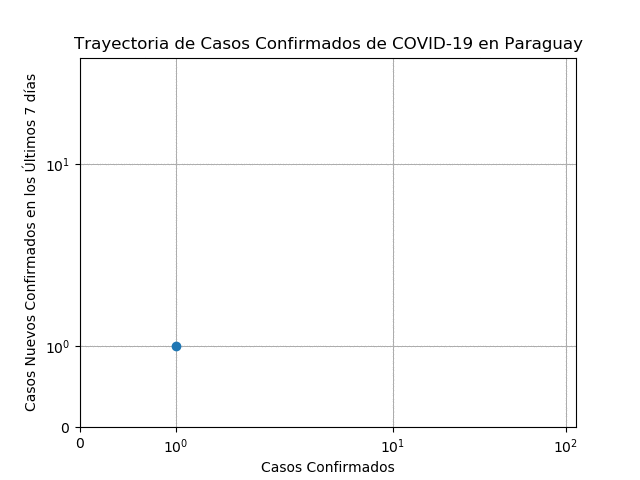 Trayectoria de Casos Confirmados de COVID-19 en Paraguay
Casos Nuevos Confirmados en los Últimos 7 días
10¹
10⁰
0
0 10⁰ 10¹ 10²
Casos Confirmados